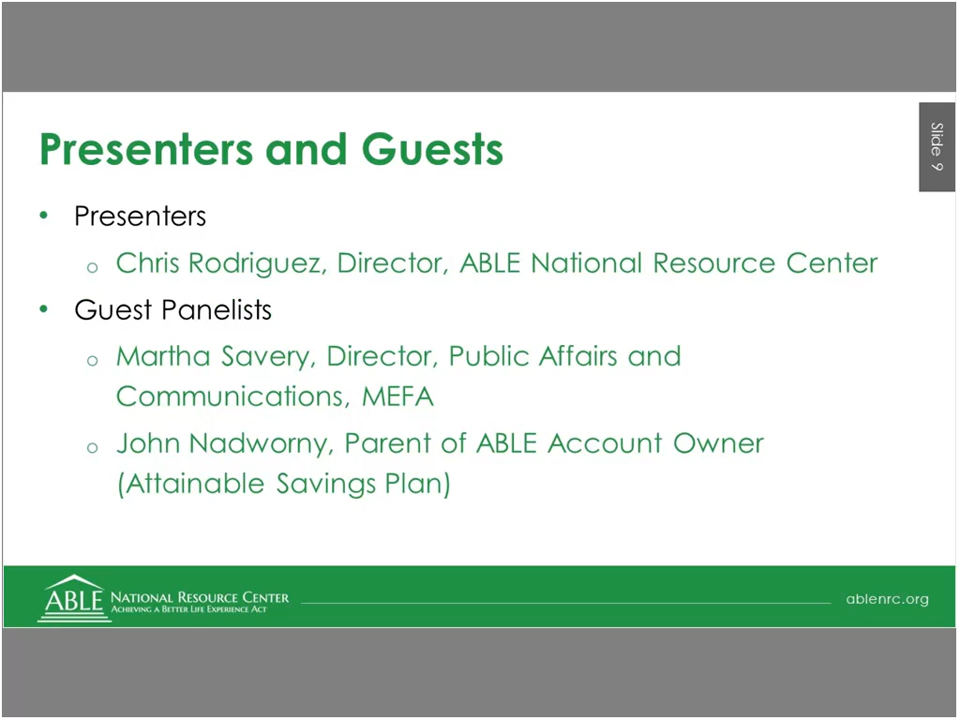 Slide 9
Presenters and Guests
• Presenters
o Chris Rodriguez, Director, ABLE National Resource Center
• Guest Panelists
o Martha Savery, Director, Public Affairs and
Communications, MEFA
o John Nadworny, Parent of ABLE Account Owner
(Attainable Savings Plan)
ABLE NATIONAL RESOURCE CENTER
ACHIEVING A BETTER LIFE EXPERIENCE ACT
ablenrc.org